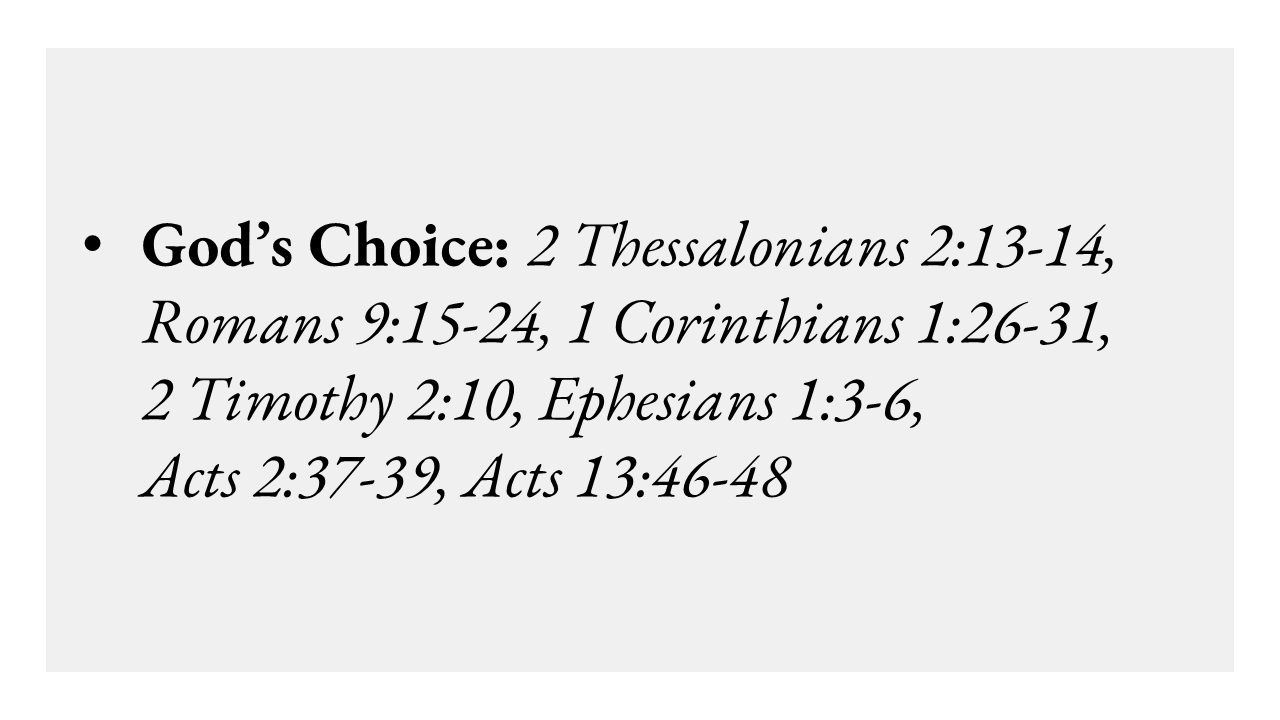 • God’s Choice: 2 Thessalonians 2:13-14,
Romans 9:15-24, 1 Corinthians 1:26-31,
2 Timothy 2:10, Ephesians 1:3-6,
Acts 2:37-39, Acts 13:46-48